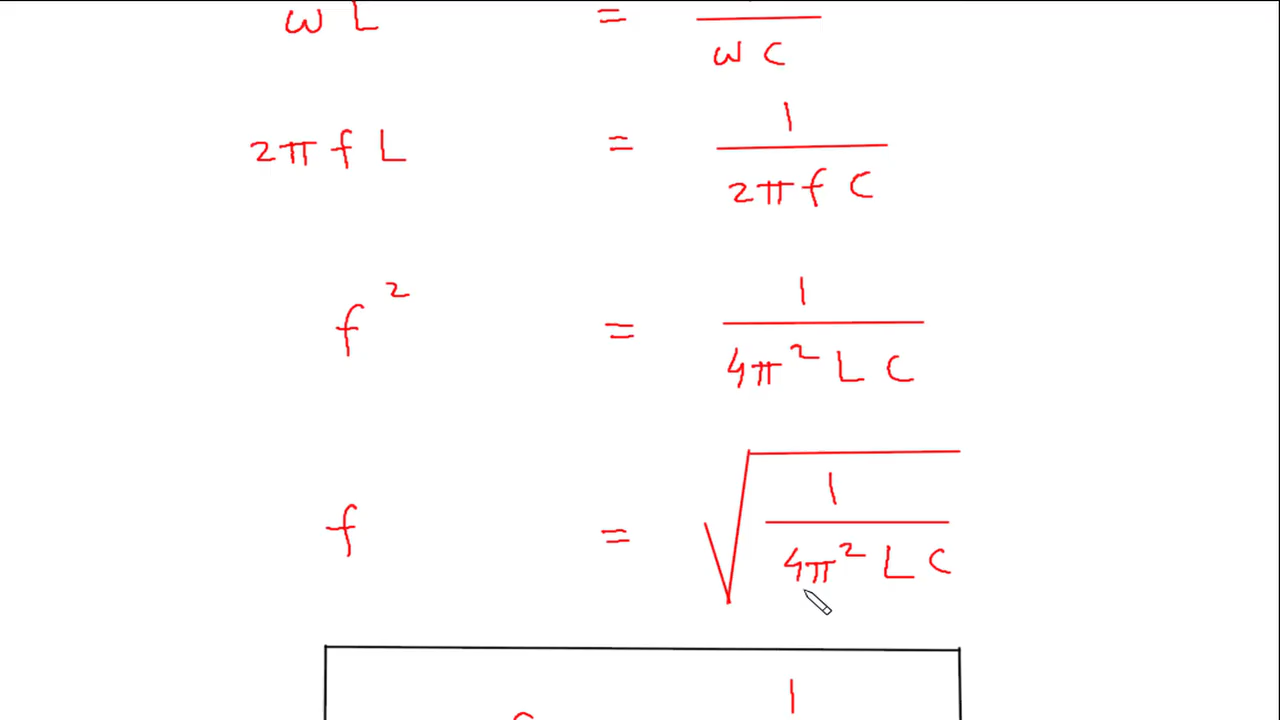 ω L = ω C
2π f L = 1 / 2π f C
f² = 1 / 4π² L C
f = √ 1 / 4π² L C
1